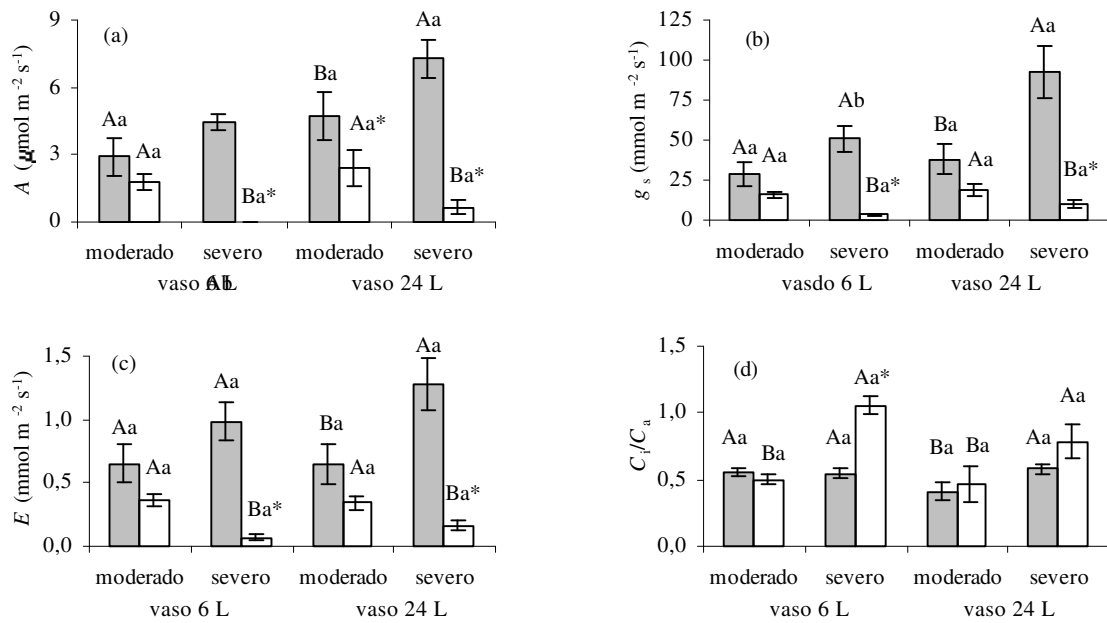 (a)
A (µmol m⁻² s⁻¹)
9
6
3
0
Aa
Aa
Ba*
Ba
Aa*
Aa
Ba*
moderado severo moderado severo
vaso 6 L vaso 24 L
Ab
(b)
g s (mmol m⁻² s⁻¹)
125
100
75
50
25
0
Aa
Aa
Ab
Ba*
Ba
Aa
Aa
Ba*
moderado severo moderado severo
vasdo 6 L vaso 24 L
(c)
E (mmol m⁻² s⁻¹)
1,5
1,0
0,5
0,0
Aa
Aa
Aa
Ba*
Ba
Aa
Aa
Ba*
moderado severo moderado severo
vaso 6 L vaso 24 L
(d)
Cᵢ/Cₐ
1,5
1,0
0,5
0,0
Aa
Ba
Aa
Aa*
Ba
Ba
Aa
Aa
moderado severo moderado severo
vaso 6 L vaso 24 L